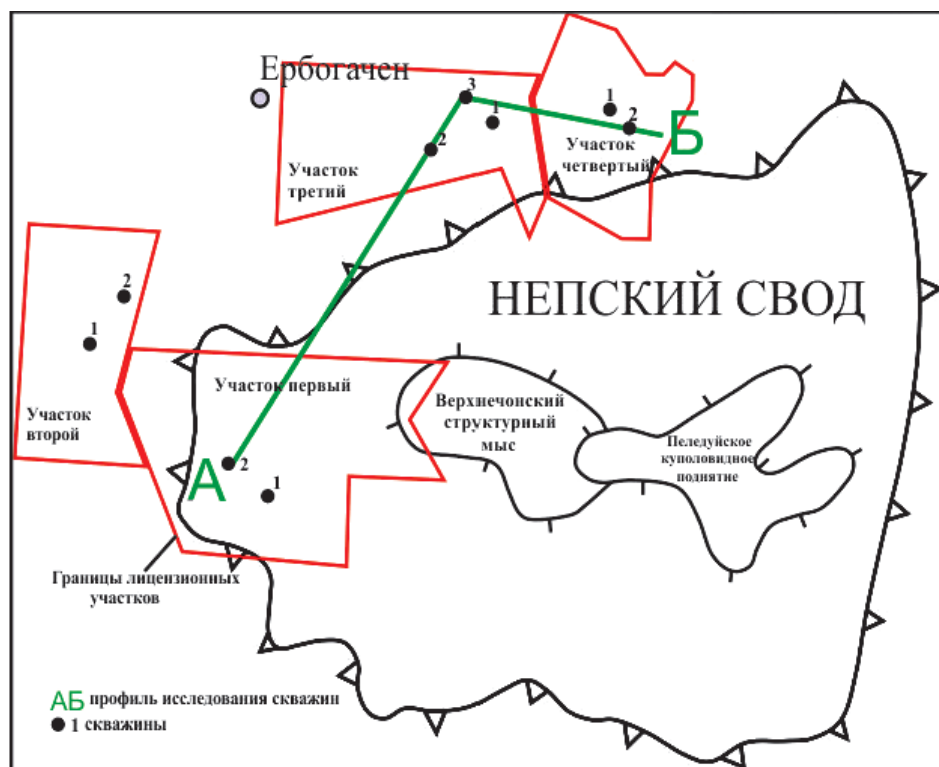 Ербогачен
3
1
2
1
2
Б
Участок
третий
Участок
четвертый
2
1
Участок
второй
НЕПСКИЙ СВОД
Участок первый
Верхнечонский
структурный
мыс
Пеледуйское
куполовидное
поднятие
А
2
1
Границы лицензионных
участков
АБ профиль исследования скважин
1 скважины